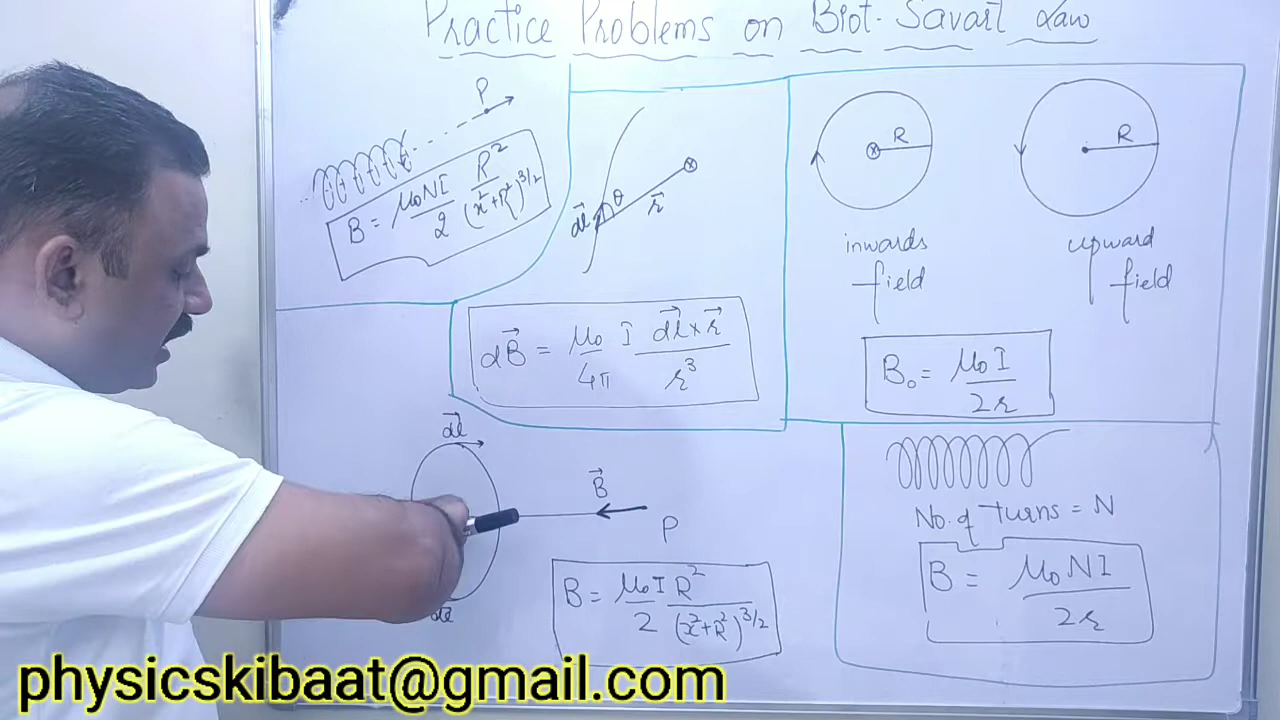 Practice Problems on Biot-Savart Law
P
B = μ₀NI/2 R²/(x²+R²)^3/2
θ
d𝑙⃗
r⃗
dB⃗ = μ₀/4π I d𝑙⃗ × r⃗/r³
R
inwards
field
R
upward
field
B₀ = μ₀I/2r
d𝑙⃗
B⃗
P
d𝑙
B = μ₀I/2 R²/(x²+R²)^3/2
No. of turns = N
B = μ₀NI/2r
physicskibaat@gmail.com